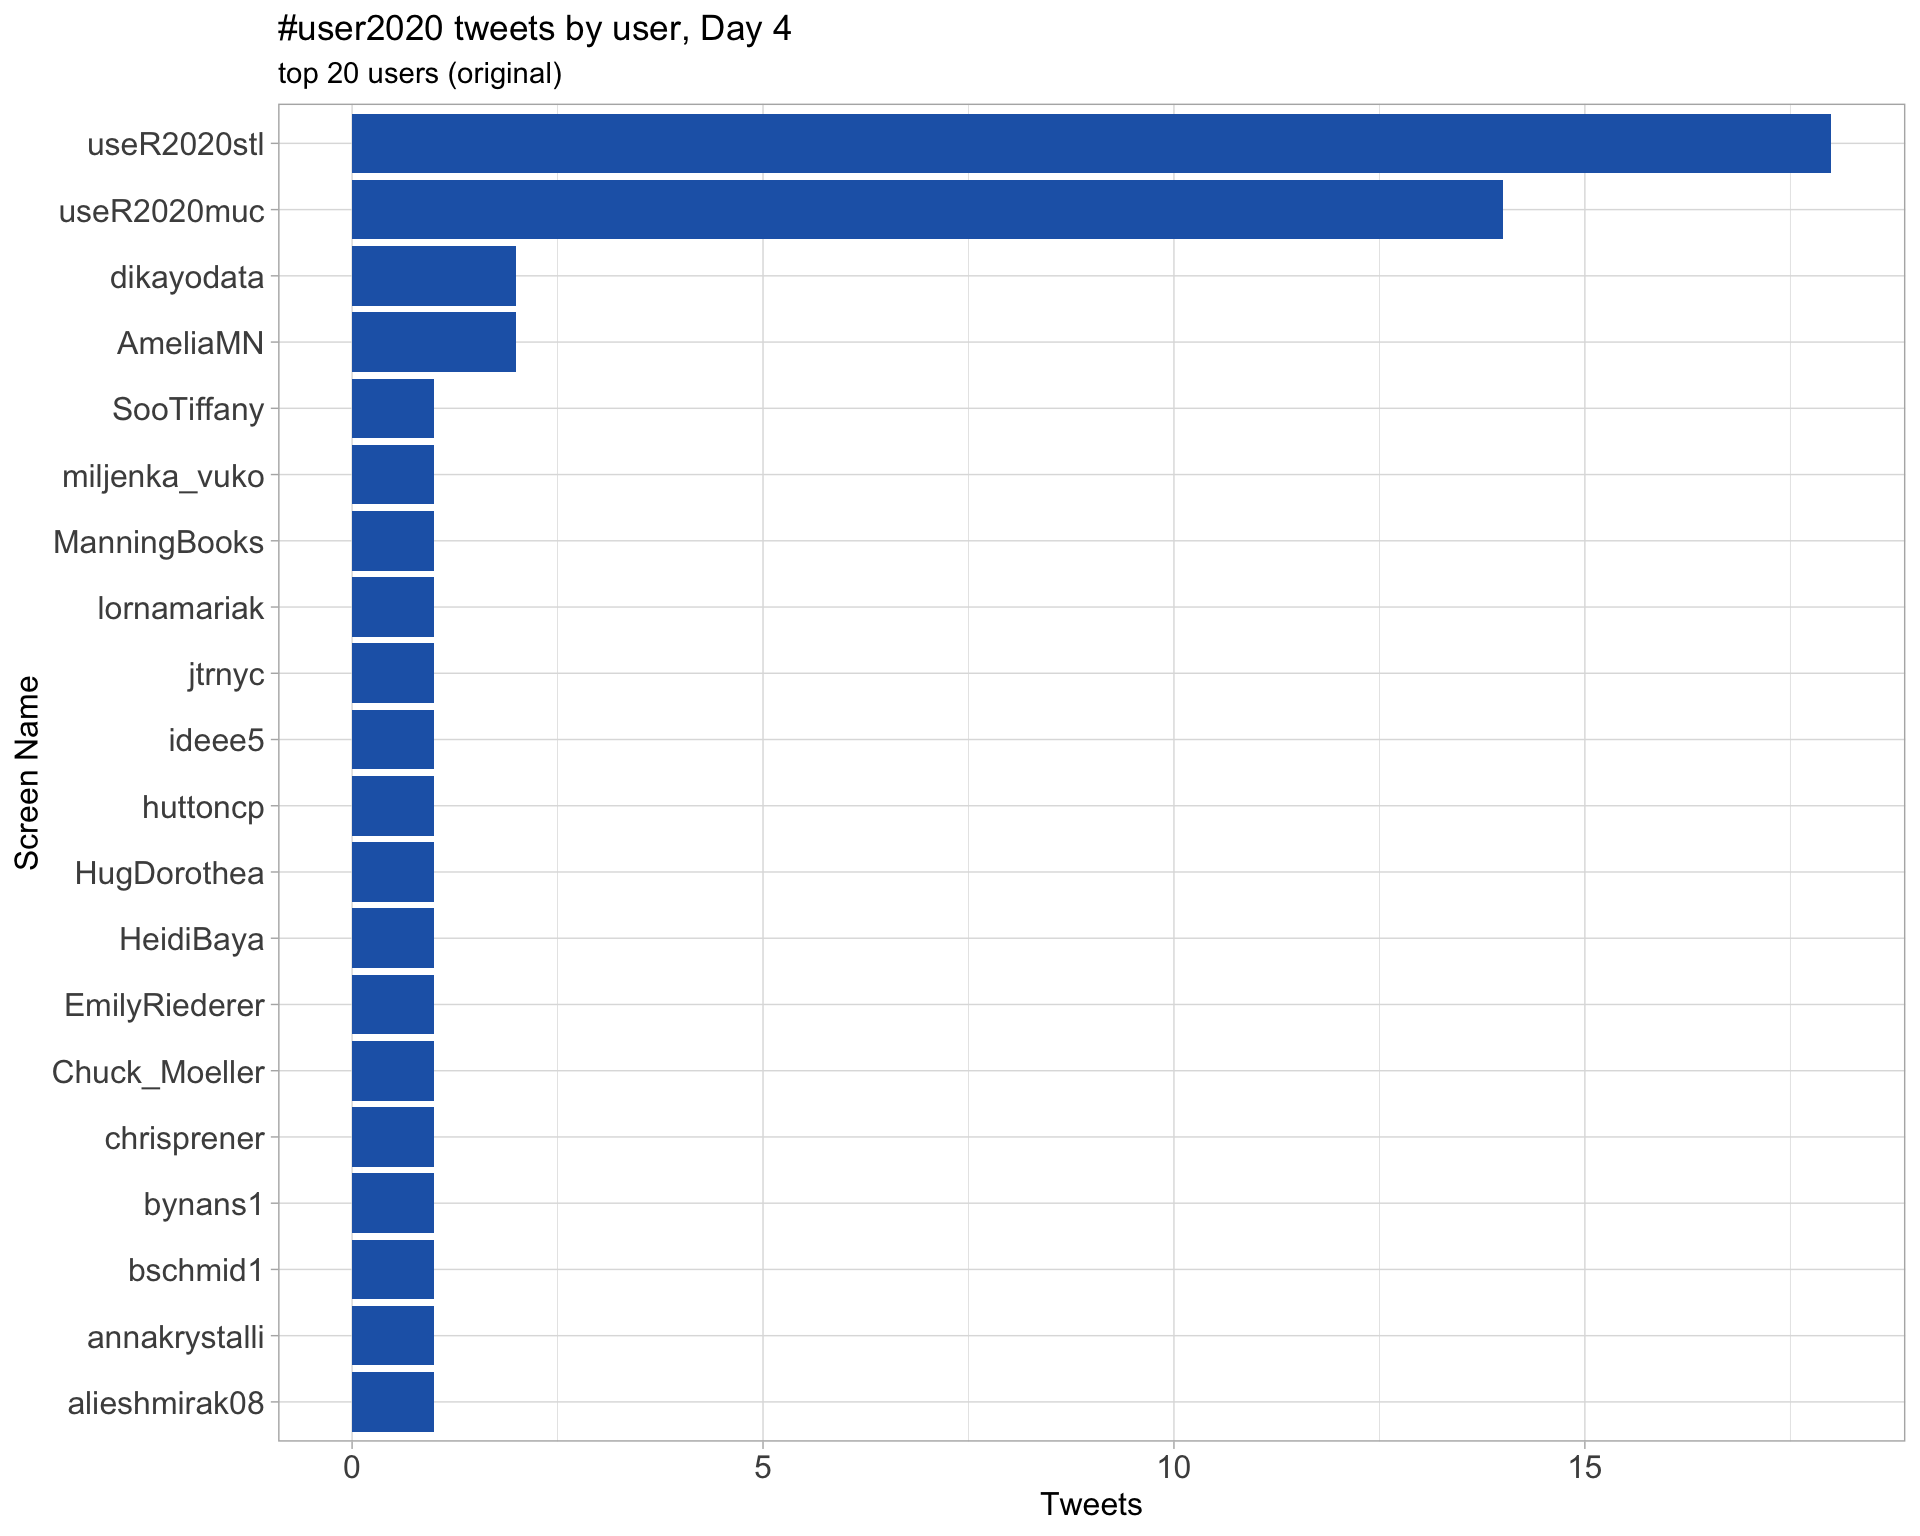 #user2020 tweets by user, Day 4
top 20 users (original)
useR2020stl
useR2020muc
dikayodata
AmeliaMN
SooTiffany
miljenka_vuko
ManningBooks
lornamariak
jtrnyc
ideee5
huttoncp
HugDorothea
HeidiBaya
EmilyRiederer
Chuck_Moeller
chrisprener
bynans1
bschmid1
annakrystalli
alieshmirak08
Screen Name
0 5 10 15
Tweets